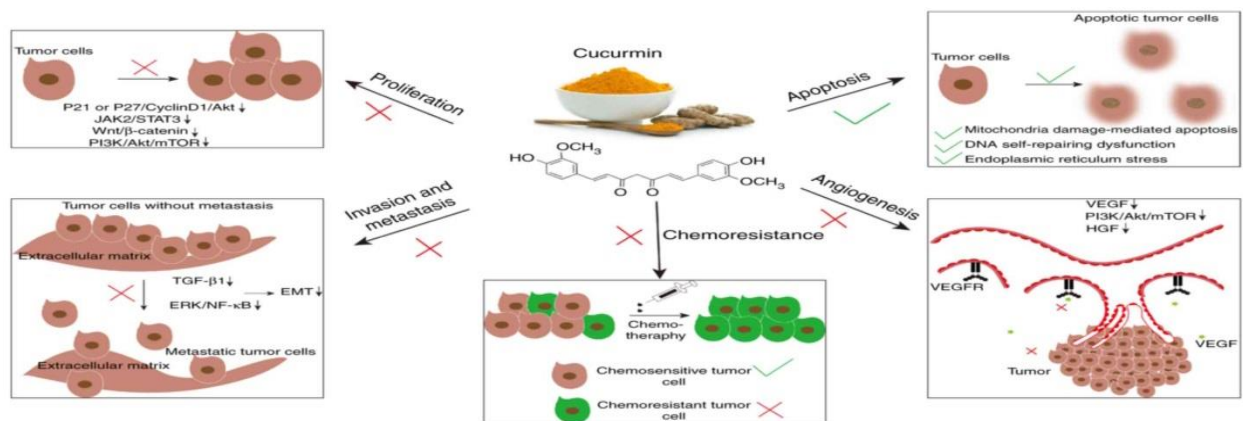 Tumor cells
P21 or P27/CyclinD1/Akt↓
JAK2/STAT3↓
Wnt/β-catenin↓
PI3K/Akt/mTOR↓
Proliferation
Cucurmin
Apoptosis
Apoptotic tumor cells
Tumor cells
Mitochondria damage-mediated apoptosis
DNA self-repairing dysfunction
Endoplasmic reticulum stress
OCH₃
HO
O
O
OH
OCH₃
Tumor cells without metastasis
Extracellular matrix
TGF-β1↓
ERK/NF-κB↓
EMT↓
Metastatic tumor cells
Extracellular matrix
Invasion and
metastasis
Chemoresistance
Chemo-
theraphy
Chemosensitive tumor
cell
Chemoresistant tumor
cell
Angiogenesis
VEGF↓
PI3K/Akt/mTOR↓
HGF↓
VEGFR
VEGF
Tumor